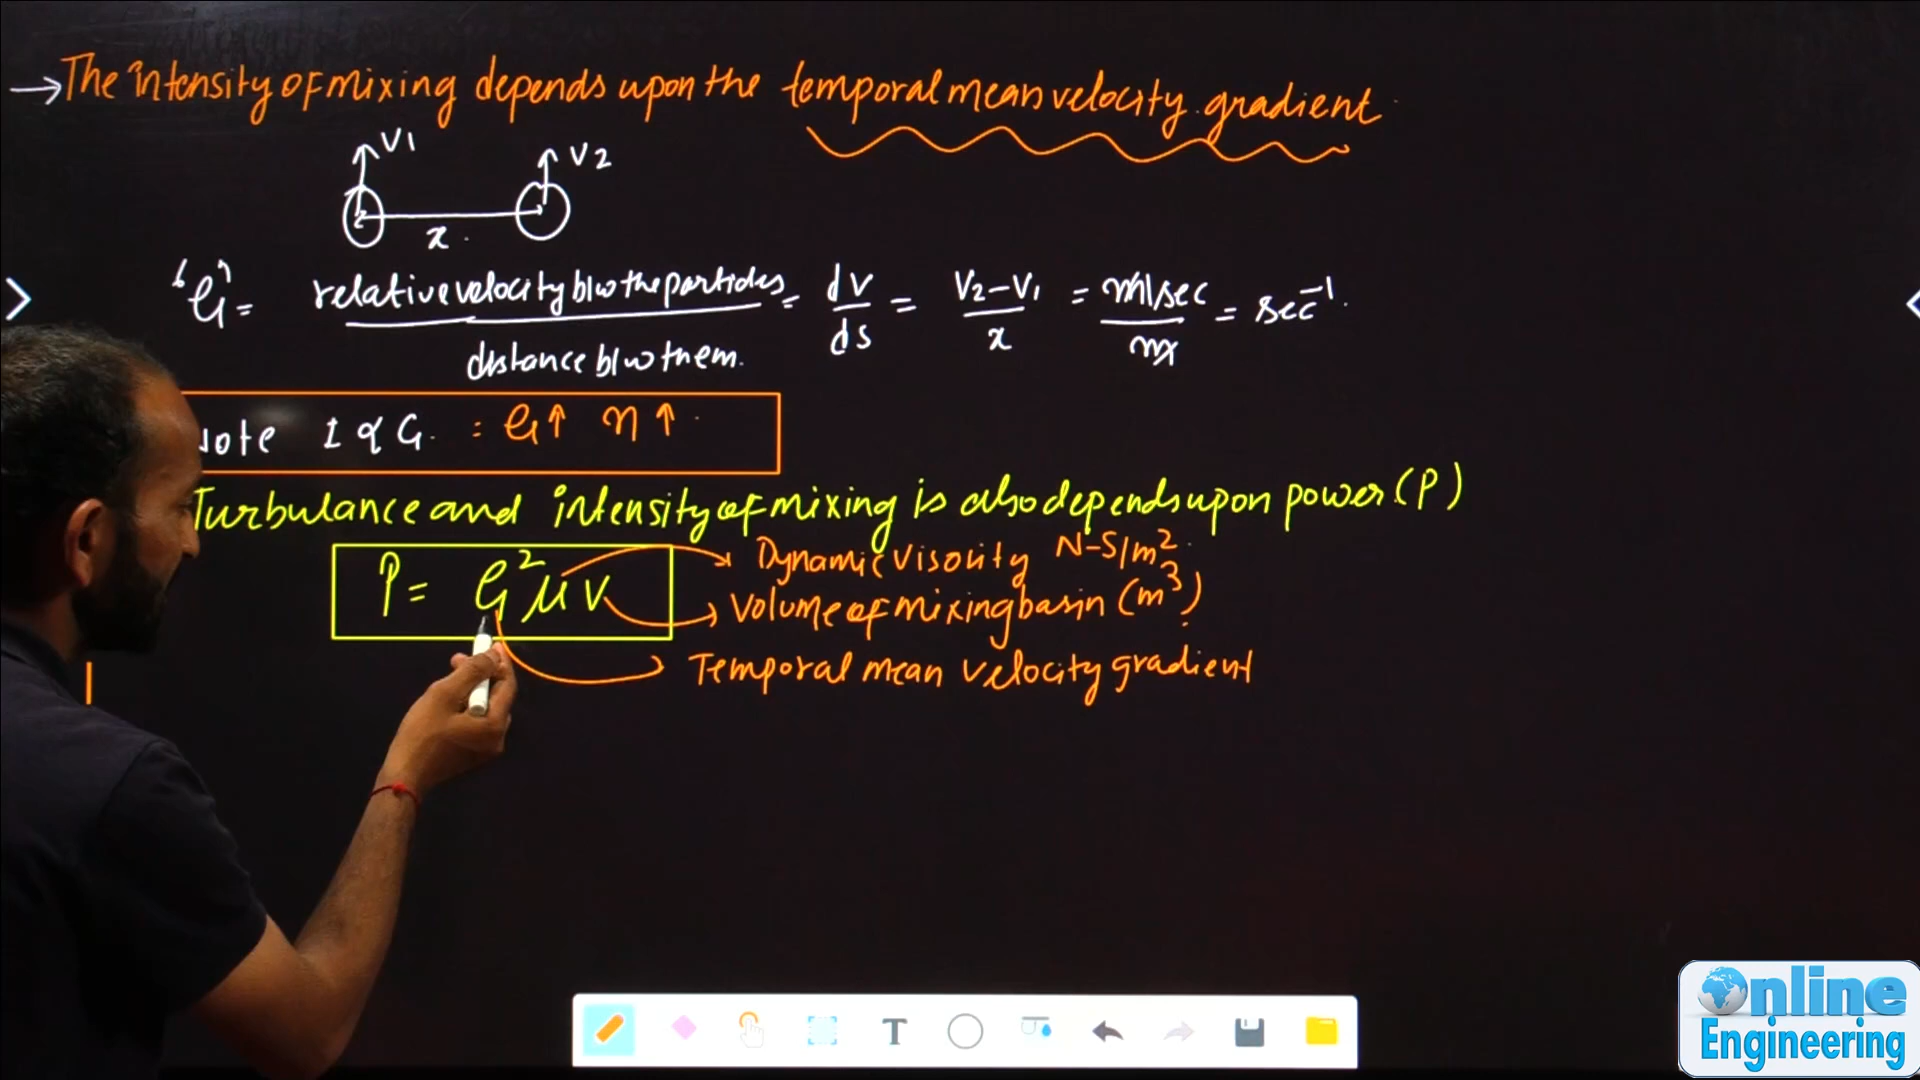 → The intensity of mixing depends upon the temporal mean velocity gradient.
V1 V2
x
'G' = relative velocity b/w the particles / distance b/w them. = dv/ds = V2-V1/x = m/sec/m = sec⁻¹.
Note I α G. : G↑ η↑
Turbulance and intensity of mixing is also depends upon power (P)
P = G²μv
Dynamic Visosity N-S/m²
Volume of mixing basin (m³)
Temporal mean velocity gradient
T
Online
Engineering